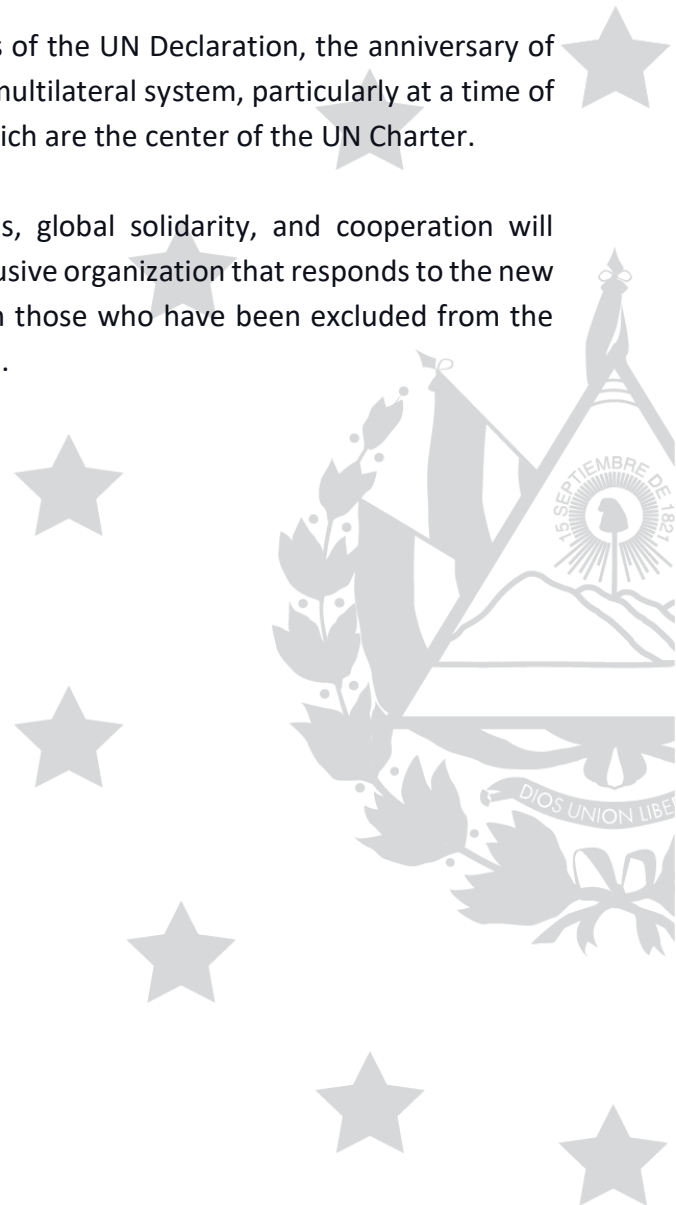 s of the UN Declaration, the anniversary of
multilateral system, particularly at a time of
ich are the center of the UN Charter.
s, global solidarity, and cooperation will
usive organization that responds to the new
n those who have been excluded from the
.
15 SEPTIEMBRE DE 1821
DIOS UNION LIBE